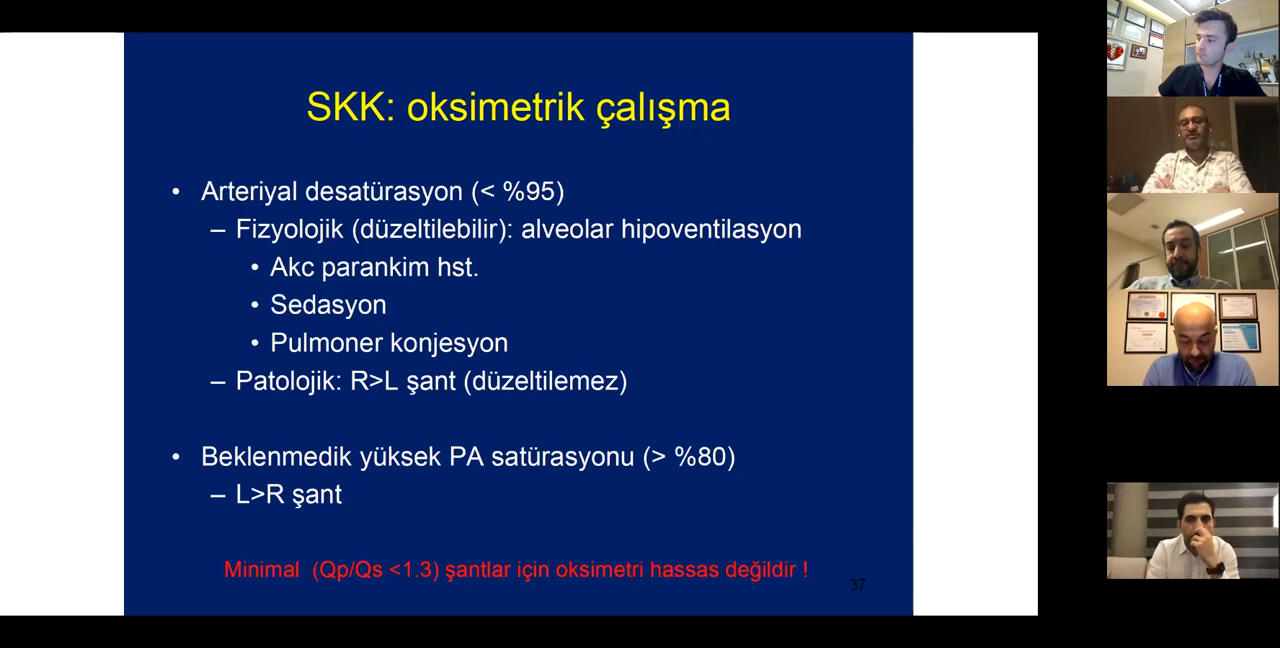 SKK: oksimetrik çalışma
• Arteriyal desatürasyon (< %95)
– Fizyolojik (düzeltilebilir): alveolar hipoventilasyon
• Akc parankim hst.
• Sedasyon
• Pulmoner konjesyon
– Patolojik: R>L şant (düzeltilemez)
• Beklenmedik yüksek PA satürasyonu (> %80)
– L>R şant
Minimal (Qp/Qs <1.3) şantlar için oksimetri hassas değildir !
37